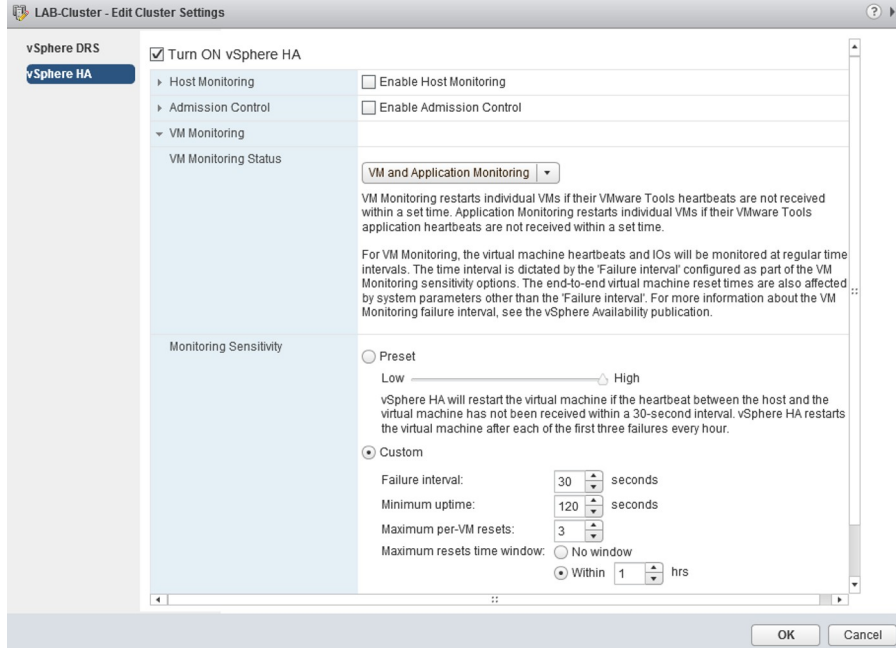 LAB-Cluster - Edit Cluster Settings
?
vSphere DRS
vSphere HA
Turn ON vSphere HA
Host Monitoring
Enable Host Monitoring
Admission Control
Enable Admission Control
VM Monitoring
VM Monitoring Status
VM and Application Monitoring
VM Monitoring restarts individual VMs if their VMware Tools heartbeats are not received
within a set time. Application Monitoring restarts individual VMs if their VMware Tools
application heartbeats are not received within a set time.
For VM Monitoring, the virtual machine heartbeats and IOs will be monitored at regular time
intervals. The time interval is dictated by the 'Failure interval' configured as part of the VM
Monitoring sensitivity options. The end-to-end virtual machine reset times are also affected
by system parameters other than the 'Failure interval'. For more information about the VM
Monitoring failure interval, see the vSphere Availability publication.
Monitoring Sensitivity
Preset
Low High
vSphere HA will restart the virtual machine if the heartbeat between the host and the
virtual machine has not been received within a 30-second interval. vSphere HA restarts
the virtual machine after each of the first three failures every hour.
Custom
Failure interval: 30 seconds
Minimum uptime: 120 seconds
Maximum per-VM resets: 3
Maximum resets time window: No window
Within 1 hrs
OK Cancel